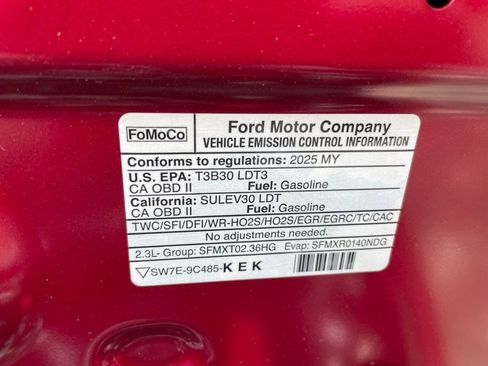 FoMoCo
Ford Motor Company
VEHICLE EMISSION CONTROL INFORMATION
Conforms to regulations: 2025 MY
U.S. EPA: T3B30 LDT3
CA OBD II Fuel: Gasoline
California: SULEV30 LDT
CA OBD II Fuel: Gasoline
TWC/SFI/DFI/WR-HO2S/HO2S/EGR/EGRC/TC/CAC
No adjustments needed.
2.3L- Group: SFMXT02.36HG Evap: SFMXR0140NDG
SW7E-9C485-KEK